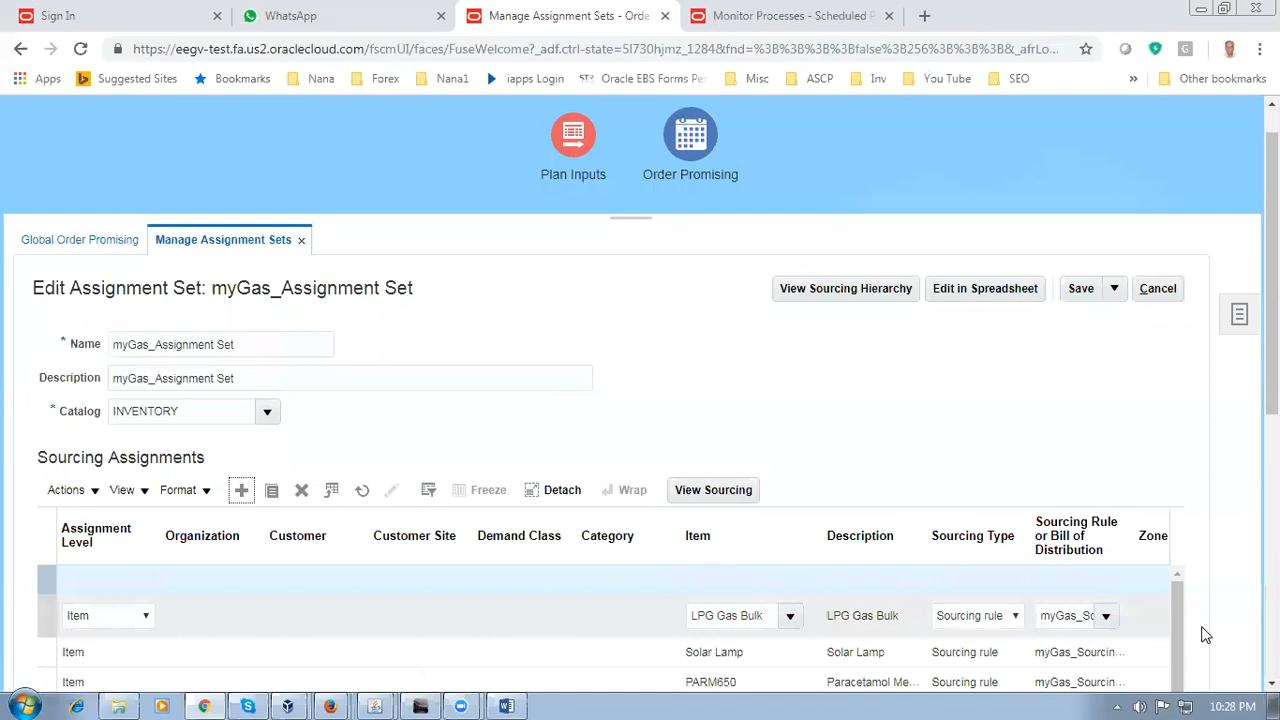 Sign In
WhatsApp
Manage Assignment Sets - Orde
Monitor Processes - Scheduled P
https://eegv-test.fa.us2.oraclecloud.com/fscmUI/faces/FuseWelcome?_adf.ctrl-state=5l730hjmz_1284&fnd=%3B%3B%3B%3Bfalse%3B256%3B%3B%3B&_afrLo...
Apps Suggested Sites Bookmarks Nana Forex Nana1 iapps Login Oracle EBS Forms Pe Misc ASCP Inv You Tube SEO » Other bookmarks
Plan Inputs Order Promising
Global Order Promising Manage Assignment Sets
Edit Assignment Set: myGas_Assignment Set View Sourcing Hierarchy Edit in Spreadsheet Save Cancel
* Name myGas_Assignment Set
Description myGas_Assignment Set
* Catalog INVENTORY
Sourcing Assignments
Actions View Format Freeze Detach Wrap View Sourcing
Assignment Level Organization Customer Customer Site Demand Class Category Item Description Sourcing Type Sourcing Rule or Bill of Distribution Zone
Item LPG Gas Bulk LPG Gas Bulk Sourcing rule myGas_So
Item Solar Lamp Solar Lamp Sourcing rule myGas_Sourcin...
Item PARM650 Paracetamol Me... Sourcing rule myGas_Sourcin...
10:28 PM